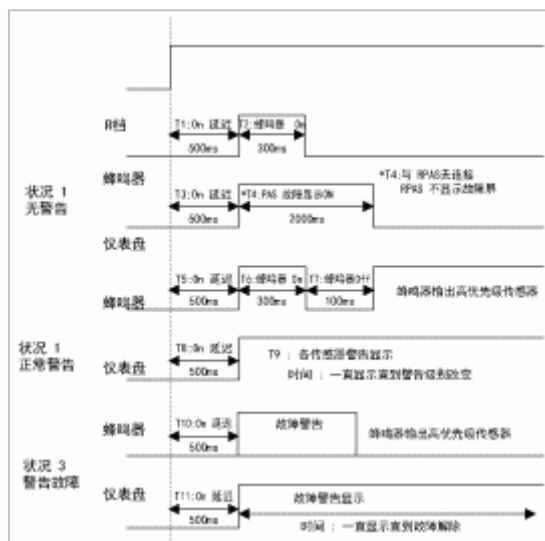 R档
T1:On 延迟
T2:蜂鸣器 On
500ms
300ms
蜂鸣器
*T4:与 RPAS无连接
RPAS 不显示故障屏
状况 1
无警告
T3:On 延迟
*T4:PAS 故障显示ON
500ms
2000ms
仪表盘
T5:On 延迟
T6:蜂鸣器 On
T7:蜂鸣器Off
500ms
300ms
100ms
蜂鸣器
蜂鸣器输出高优先级传感器
状况 1
正常警告
T8:On 延迟
T9 : 各传感器警告显示
仪表盘
500ms
时间 : 一直显示直到警告级别改变
蜂鸣器
T10:On 延迟
故障警告
蜂鸣器输出高优先级传感器
500ms
状况 3
警告故障
仪表盘
T11:On 延迟
故障警告显示
500ms
时间 : 一直显示直到故障解除